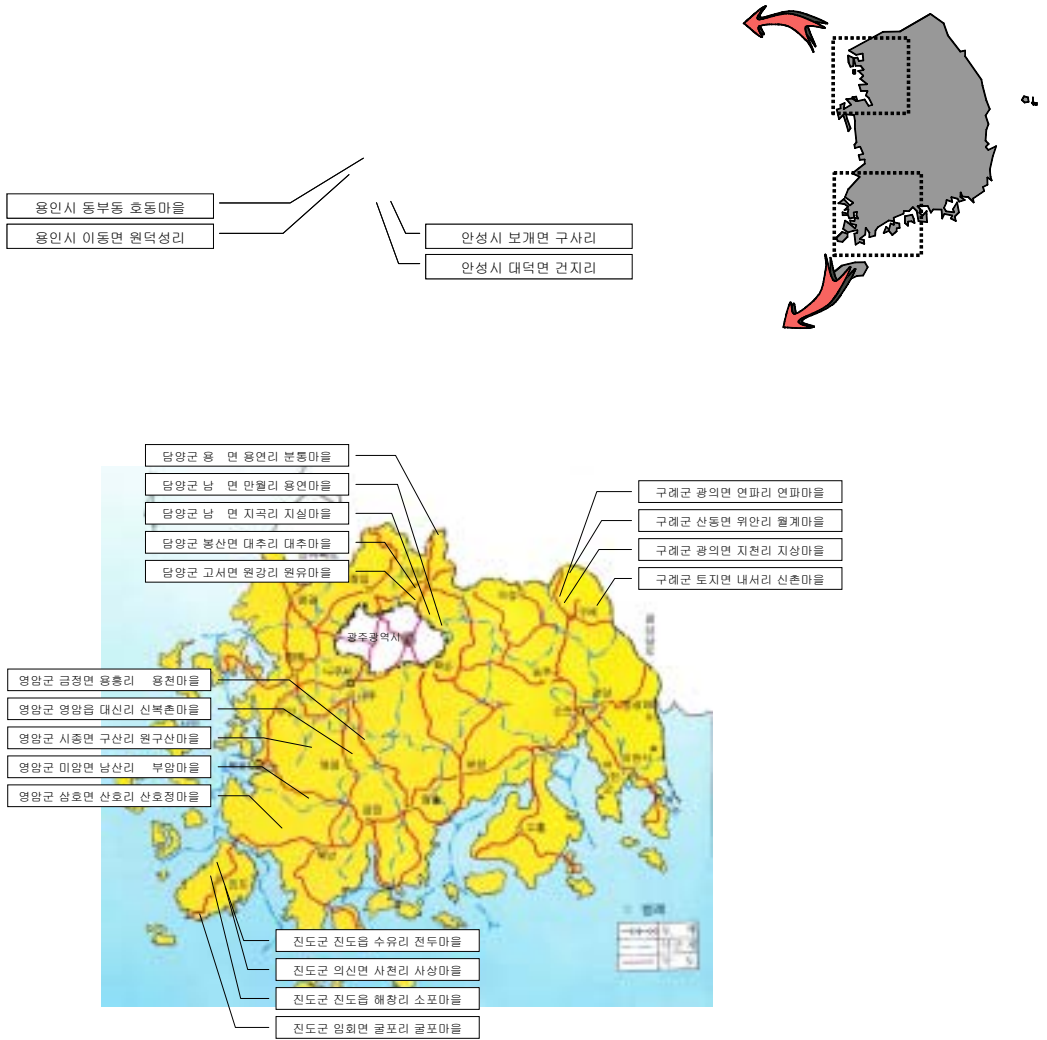 용인시 동부동 호동마을
용인시 이동면 원덕성리
안성시 보개면 구사리
안성시 대덕면 건지리
담양군 용 면 용연리 분통마을
담양군 남 면 만월리 용연마을
담양군 남 면 지곡리 지실마을
담양군 봉산면 대추리 대추마을
담양군 고서면 원강리 원유마을
구례군 광의면 연파리 연파마을
구례군 산동면 위안리 월계마을
구례군 광의면 지천리 지상마을
구례군 토지면 내서리 신촌마을
광주광역시
영암군 금정면 용흥리 용천마을
영암군 영암읍 대신리 신복촌마을
영암군 시종면 구산리 원구산마을
영암군 미암면 남산리 부암마을
영암군 삼호면 산호리 산호정마을
범례
진도군 진도읍 수유리 전두마을
진도군 의신면 사천리 사상마을
진도군 진도읍 해창리 소포마을
진도군 임회면 굴포리 굴포마을